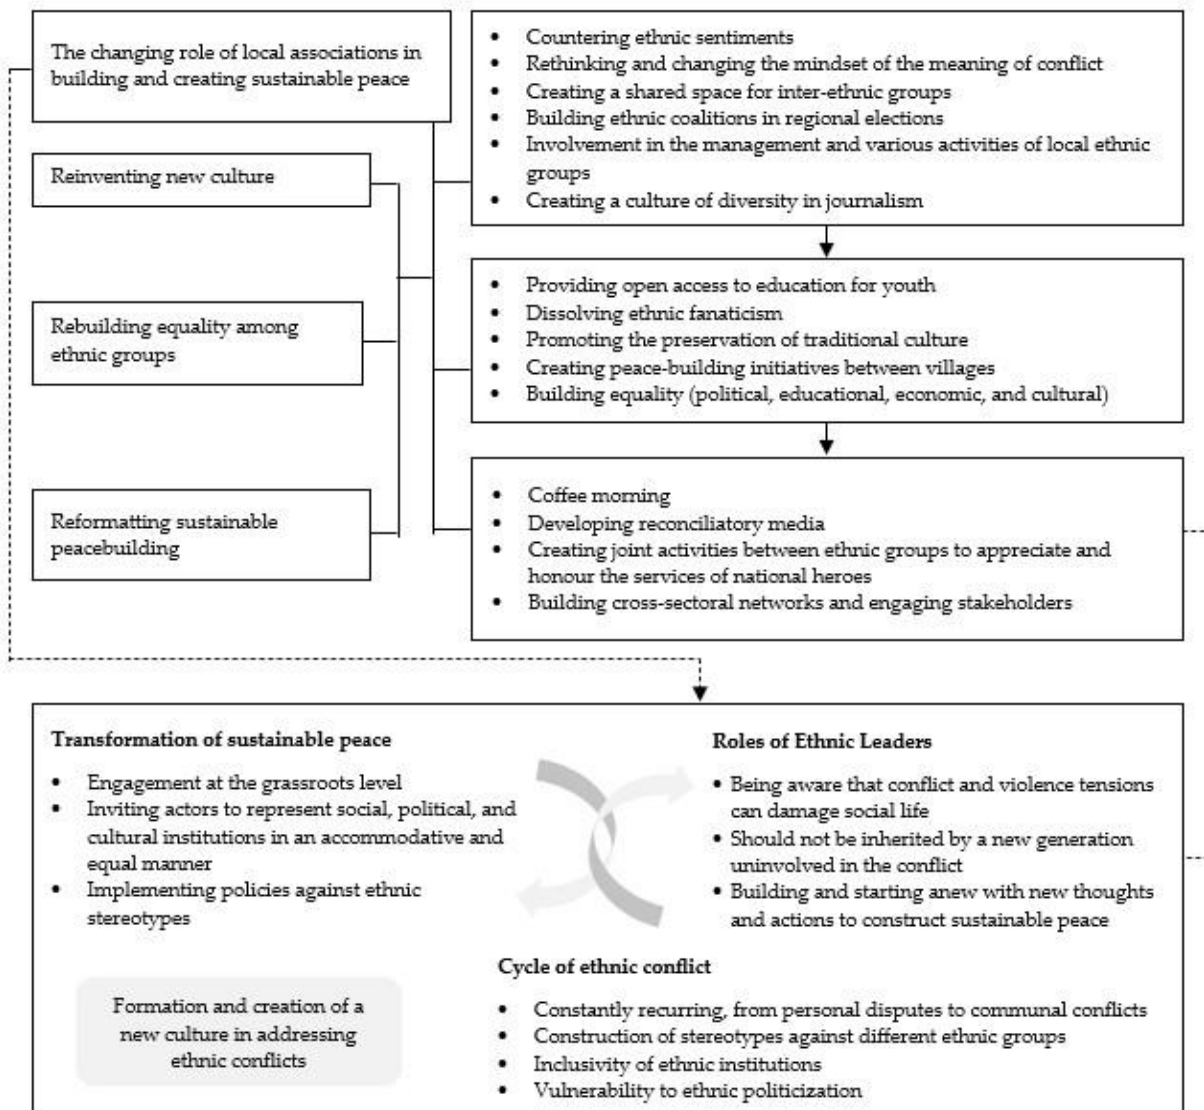 The changing role of local associations in
building and creating sustainable peace
Reinventing new culture
Rebuilding equality among
ethnic groups
Reformatting sustainable
peacebuilding
• Countering ethnic sentiments
• Rethinking and changing the mindset of the meaning of conflict
• Creating a shared space for inter-ethnic groups
• Building ethnic coalitions in regional elections
• Involvement in the management and various activities of local ethnic
groups
• Creating a culture of diversity in journalism
• Providing open access to education for youth
• Dissolving ethnic fanaticism
• Promoting the preservation of traditional culture
• Creating peace-building initiatives between villages
• Building equality (political, educational, economic, and cultural)
• Coffee morning
• Developing reconciliatory media
• Creating joint activities between ethnic groups to appreciate and
honour the services of national heroes
• Building cross-sectoral networks and engaging stakeholders
Transformation of sustainable peace
• Engagement at the grassroots level
• Inviting actors to represent social, political, and
cultural institutions in an accommodative and
equal manner
• Implementing policies against ethnic
stereotypes
Roles of Ethnic Leaders
• Being aware that conflict and violence tensions
can damage social life
• Should not be inherited by a new generation
uninvolved in the conflict
• Building and starting anew with new thoughts
and actions to construct sustainable peace
Formation and creation of a
new culture in addressing
ethnic conflicts
Cycle of ethnic conflict
• Constantly recurring, from personal disputes to communal conflicts
• Construction of stereotypes against different ethnic groups
• Inclusivity of ethnic institutions
• Vulnerability to ethnic politicization